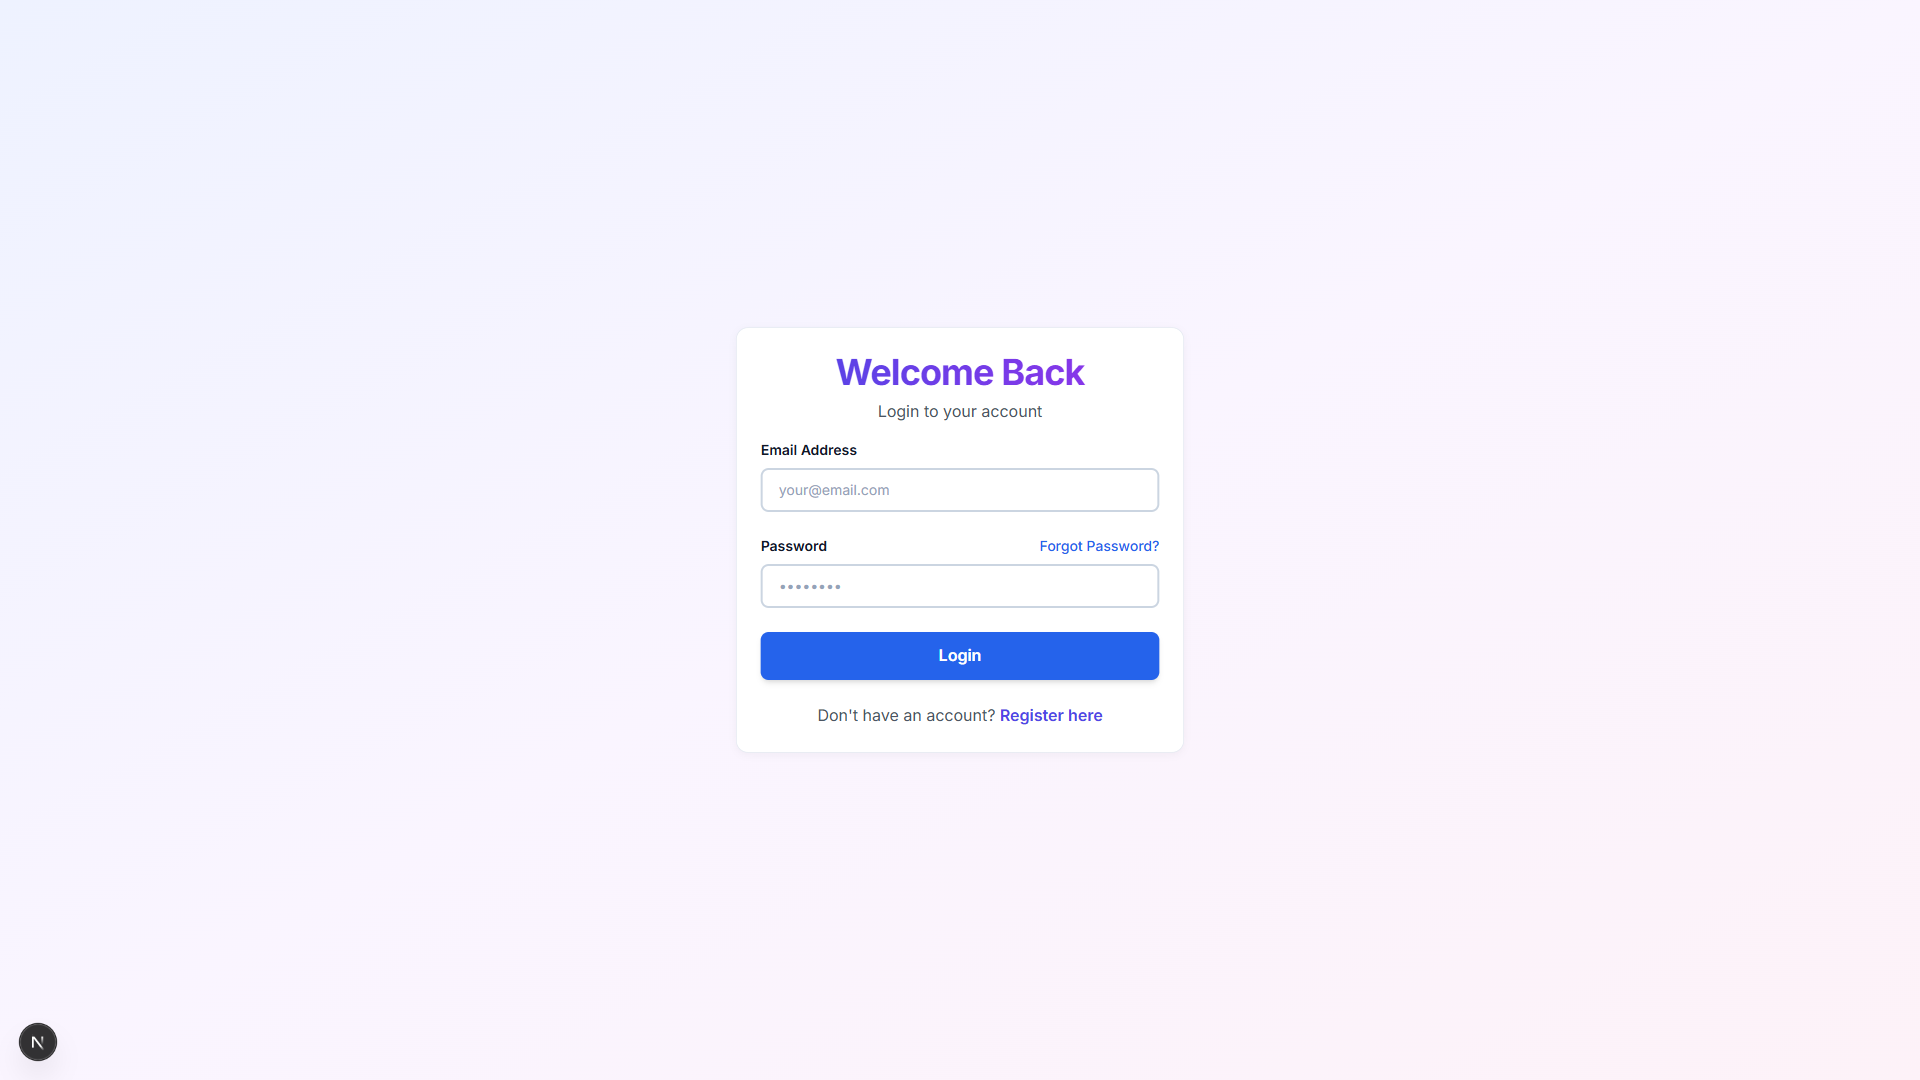 Welcome Back
Login to your account
Email Address
your@email.com
Password Forgot Password?
••••••••
Login
Don't have an account? Register here
N